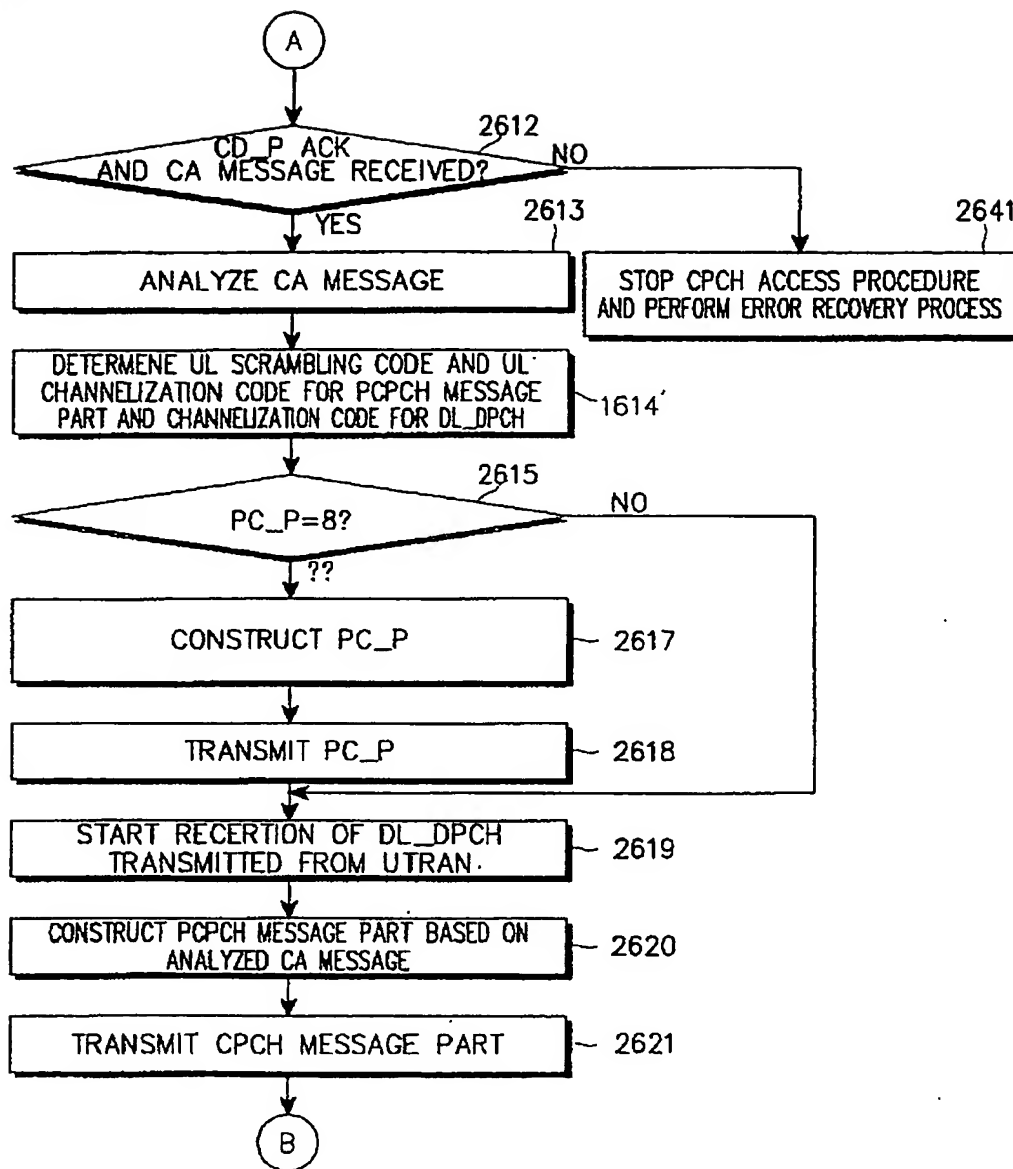 A
2612
CD_P ACK
AND CA MESSAGE RECEIVED?
NO
YES
2613
ANALYZE CA MESSAGE
2641
STOP CPCH ACCESS PROCEDURE
AND PERFORM ERROR RECOVERY PROCESS
DETERMENE UL SCRAMBLING CODE AND UL
CHANNELIZATION CODE FOR PCPCH MESSAGE
PART AND CHANNELIZATION CODE FOR DL_DPCH
1614'
2615
PC_P=8?
NO
??
CONSTRUCT PC_P
2617
TRANSMIT PC_P
2618
START RECERTION OF DL_DPCH
TRANSMITTED FROM UTRAN.
2619
CONSTRUCT PCPCH MESSAGE PART BASED ON
ANALYZED CA MESSAGE
2620
TRANSMIT CPCH MESSAGE PART
2621
B